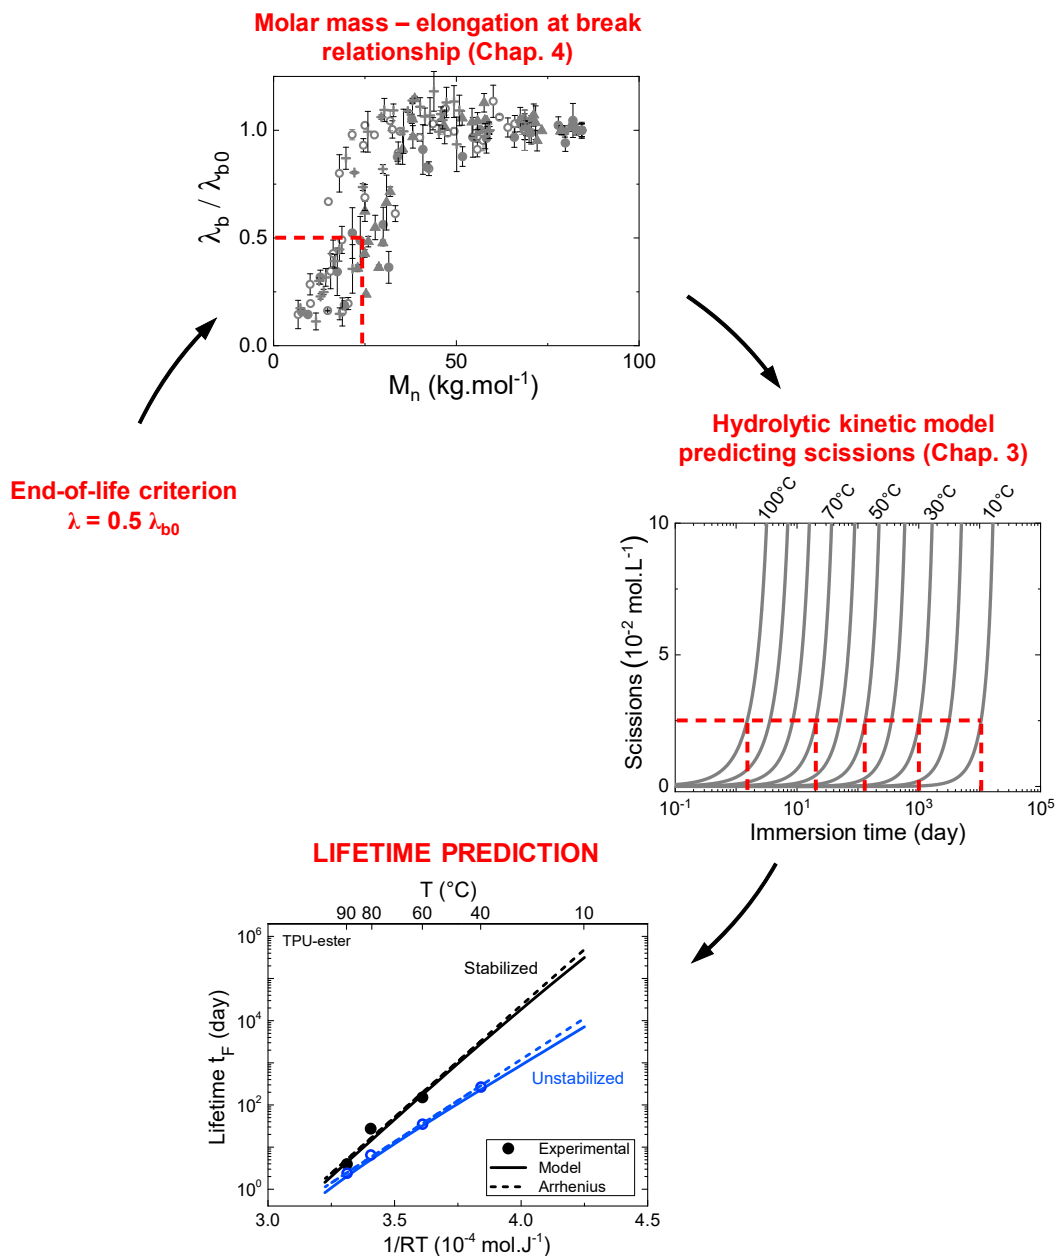 Molar mass – elongation at break
relationship (Chap. 4)
1.0
0.5
0.0
λb / λb0
0
50
100
Mn (kg.mol-1)
End-of-life criterion
λ = 0.5 λb0
Hydrolytic kinetic model
predicting scissions (Chap. 3)
100°C
70°C
50°C
30°C
10°C
10
5
0
Scissions (10-2 mol.L-1)
10-1
101
103
105
Immersion time (day)
LIFETIME PREDICTION
T (°C)
90
80
60
40
10
TPU-ester
Stabilized
Unstabilized
106
104
102
100
Lifetime tF (day)
Experimental
Model
Arrhenius
3.0
3.5
4.0
4.5
1/RT (10-4 mol.J-1)